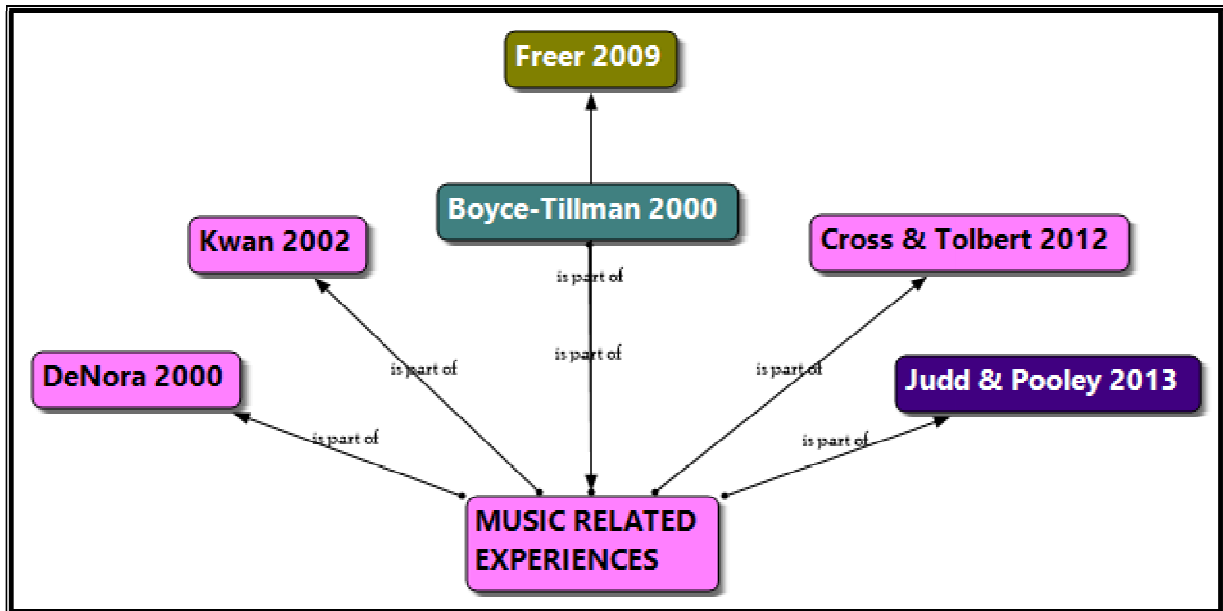 Freer 2009
Boyce-Tillman 2000
Kwan 2002
Cross & Tolbert 2012
is part of
is part of
is part of
is part of
DeNora 2000
Judd & Pooley 2013
is part of
is part of
MUSIC RELATED
EXPERIENCES